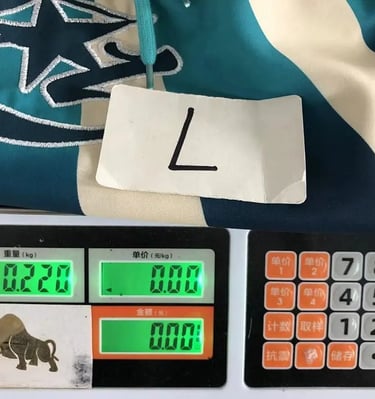 L
重量(kg)
单价(元/kg)
0.220
0.00
金额(元)
0.00
单价1
单价2
7
单价3
单价4
4
5
计数
取样
1
2
抗震
储存